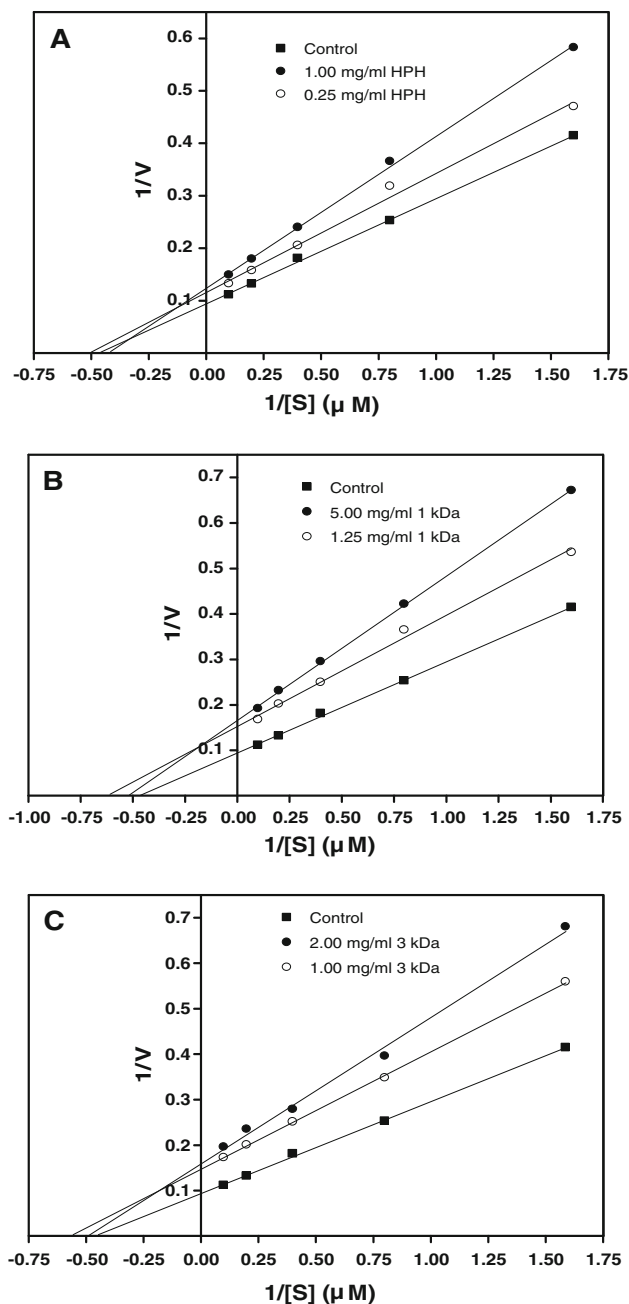 A
Control
1.00 mg/ml HPH
0.25 mg/ml HPH
1/V
0.6
0.5
0.4
0.3
0.2
0.1
-0.75 -0.50 -0.25 0.00 0.25 0.50 0.75 1.00 1.25 1.50 1.75
1/[S] (μ M)
B
Control
5.00 mg/ml 1 kDa
1.25 mg/ml 1 kDa
1/V
0.7
0.6
0.5
0.4
0.3
0.2
0.1
-1.00 -0.75 -0.50 -0.25 0.00 0.25 0.50 0.75 1.00 1.25 1.50 1.75
1/[S] (μ M)
C
Control
2.00 mg/ml 3 kDa
1.00 mg/ml 3 kDa
1/V
0.7
0.6
0.5
0.4
0.3
0.2
0.1
-0.75 -0.50 -0.25 0.00 0.25 0.50 0.75 1.00 1.25 1.50 1.75
1/[S] (μ M)